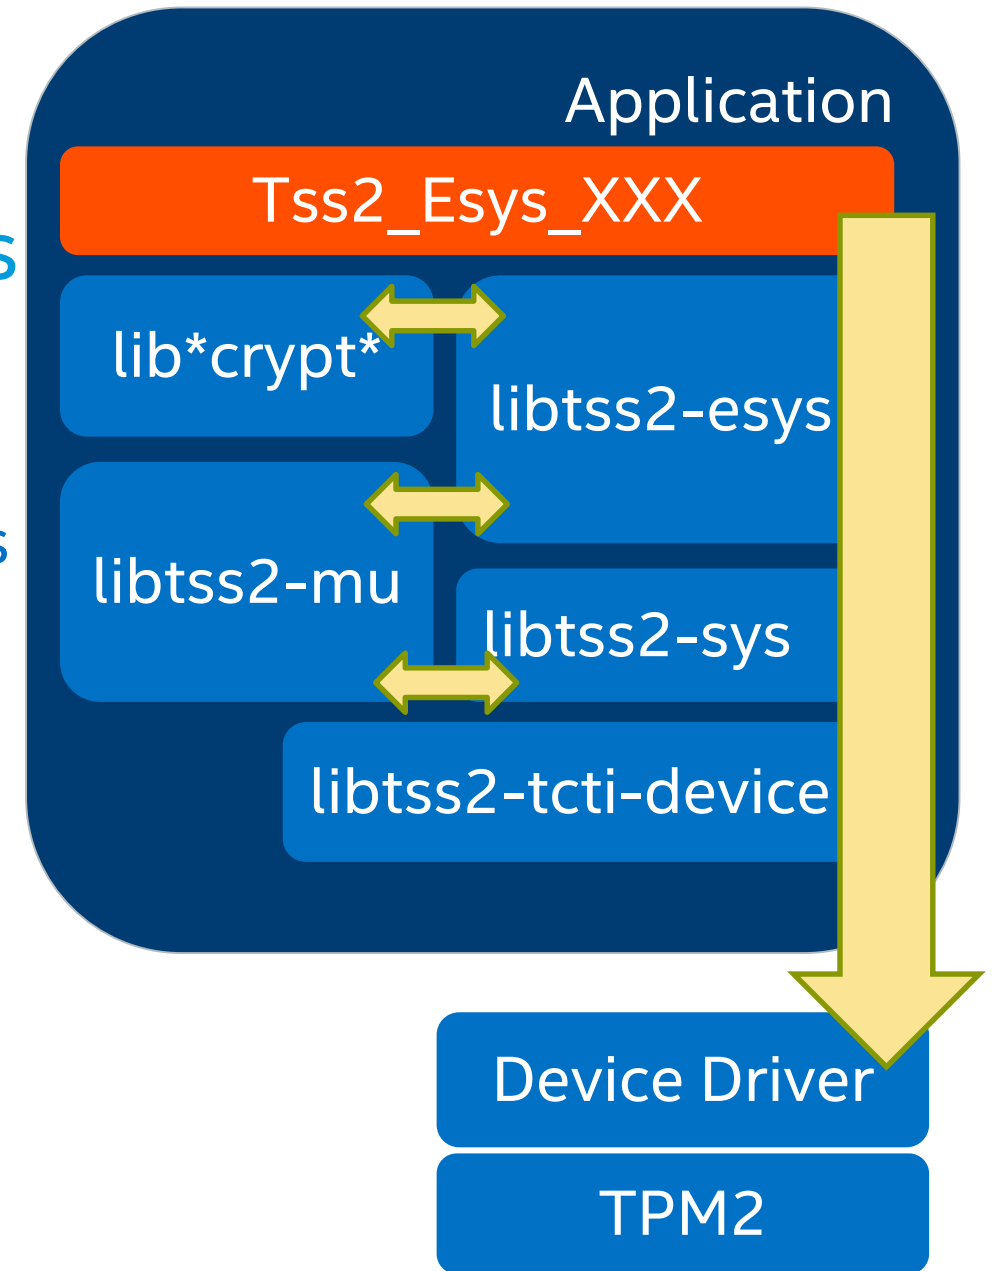 Application
Tss2_Esys_XXX
s
lib*crypt*
libtss2-esys
s
libtss2-mu
libtss2-sys
libtss2-tcti-device
Device Driver
TPM2